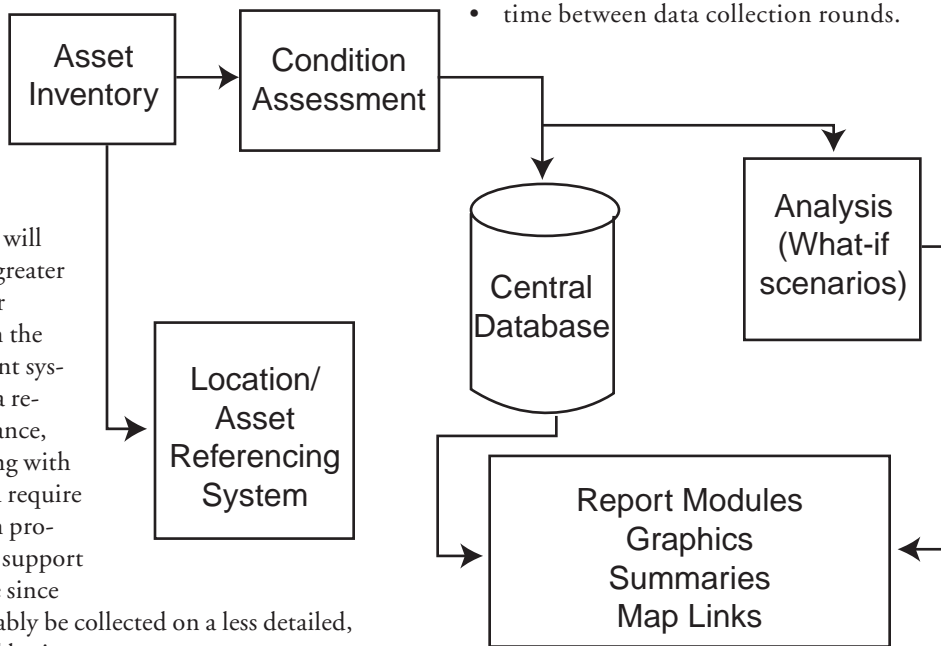 • time between data collection rounds.
Asset
Inventory
Condition
Assessment
Central
Database
Analysis
(What-if
scenarios)
Location/
Asset
Referencing
System
Report Modules
Graphics
Summaries
Map Links
will
greater
the
nt sys-
a re-
ance,
ng with
require
pro-
support
since
ably be collected on a less detailed,